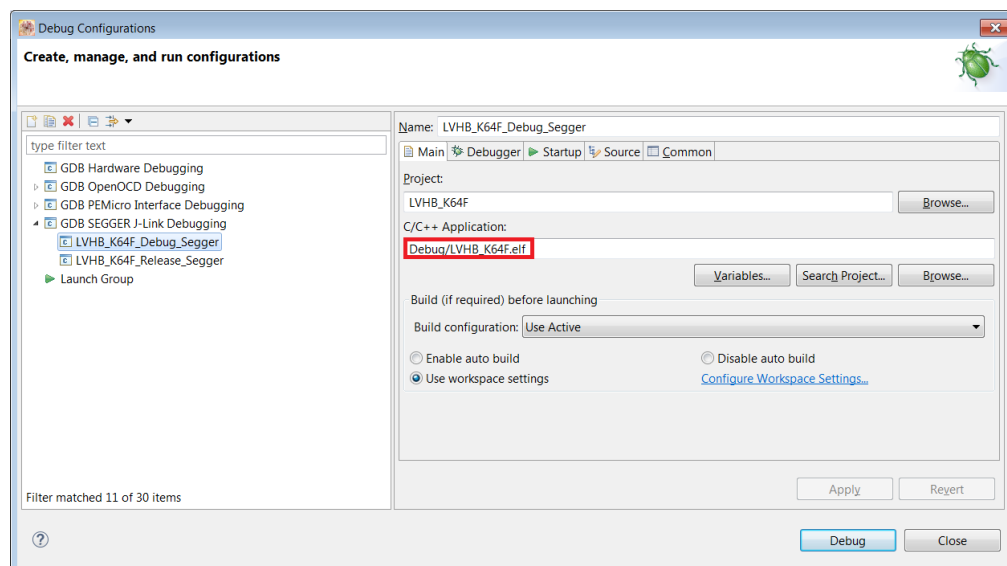 Debug Configurations
Create, manage, and run configurations
type filter text
GDB Hardware Debugging
GDB OpenOCD Debugging
GDB PEMicro Interface Debugging
GDB SEGGER J-Link Debugging
LVHB_K64F_Debug_Segger
LVHB_K64F_Release_Segger
Launch Group
Filter matched 11 of 30 items
Name: LVHB_K64F_Debug_Segger
Main Debugger Startup Source Common
Project:
LVHB_K64F Browse...
C/C++ Application:
Debug/LVHB_K64F.elf
Variables... Search Project... Browse...
Build (if required) before launching
Build configuration: Use Active
Enable auto build Disable auto build
Use workspace settings Configure Workspace Settings...
Apply Revert
? Debug Close